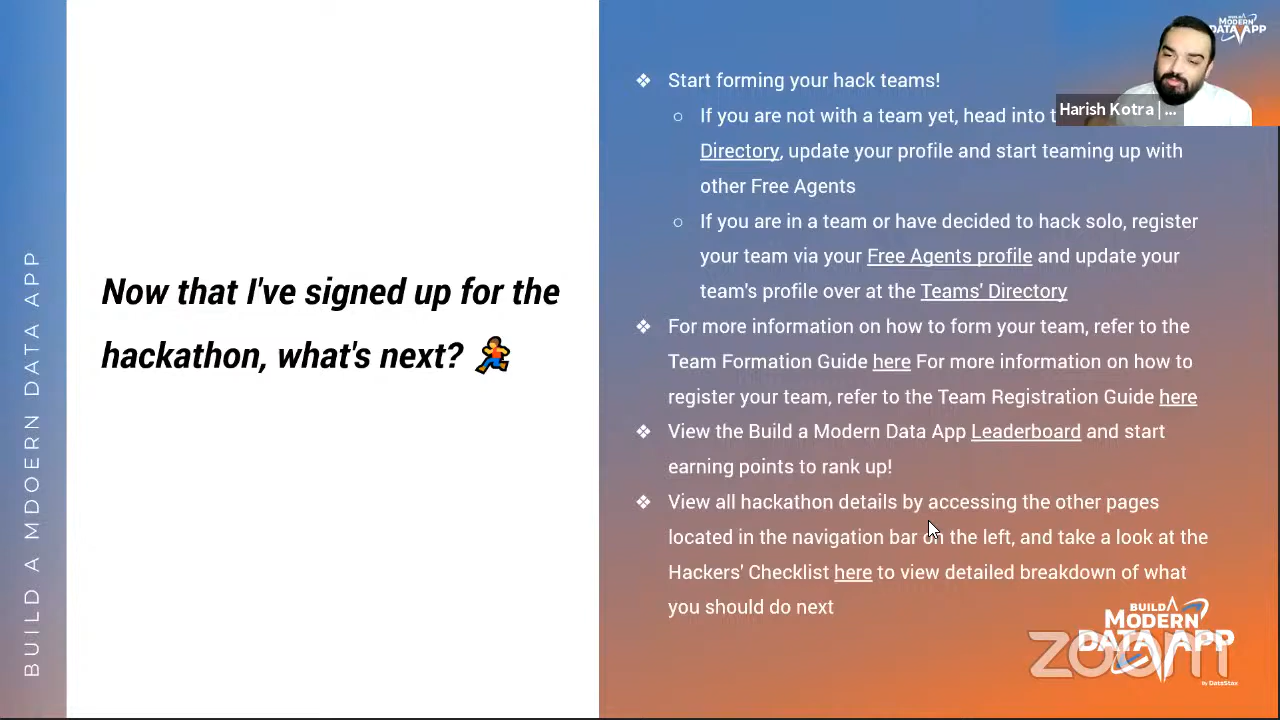 BUILD A MDOERN DATA APP
Now that I've signed up for the
hackathon, what's next? 🏃
❖ Start forming your hack teams!
○ If you are not with a team yet, head into
Directory, update your profile and start teaming up with
other Free Agents
○ If you are in a team or have decided to hack solo, register
your team via your Free Agents profile and update your
team's profile over at the Teams' Directory
❖ For more information on how to form your team, refer to the
Team Formation Guide here For more information on how to
register your team, refer to the Team Registration Guide here
❖ View the Build a Modern Data App Leaderboard and start
earning points to rank up!
❖ View all hackathon details by accessing the other pages
located in the navigation bar on the left, and take a look at the
Hackers' Checklist here to view detailed breakdown of what
you should do next
BUILD A
MODERN
DATA APP
Harish Kotra | ...
BUILD A
MODERN
DATA APP
By DataStax
zoom